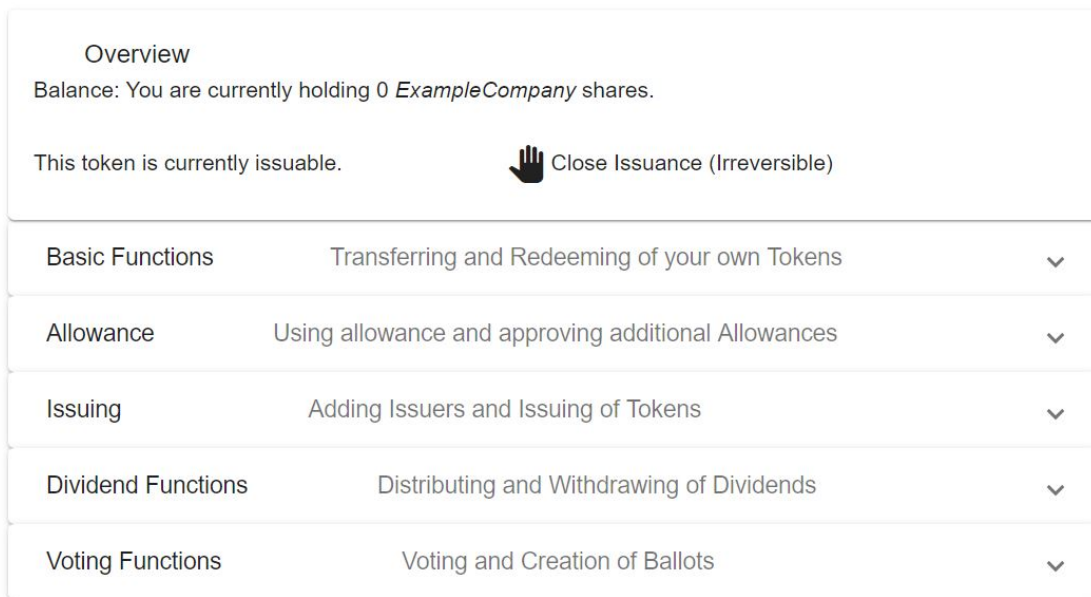 Overview
Balance: You are currently holding 0 ExampleCompany shares.
This token is currently issuable. Close Issuance (Irreversible)
Basic Functions Transferring and Redeeming of your own Tokens
Allowance Using allowance and approving additional Allowances
Issuing Adding Issuers and Issuing of Tokens
Dividend Functions Distributing and Withdrawing of Dividends
Voting Functions Voting and Creation of Ballots